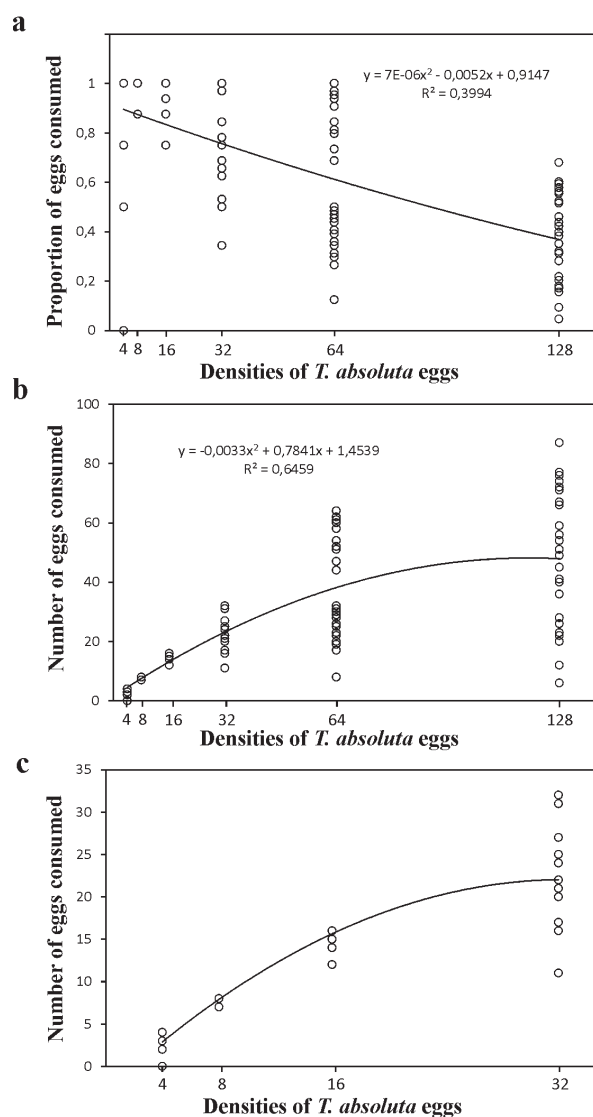 a
y = 7E-06x² - 0,0052x + 0,9147
R² = 0,3994
Proportion of eggs consumed
1
0,8
0,6
0,4
0,2
0
4 8 16 32 64 128
Densities of T. absoluta eggs
b
100
y = -0,0033x² + 0,7841x + 1,4539
R² = 0,6459
Number of eggs consumed
80
60
40
20
0
4 8 16 32 64 128
Densities of T. absoluta eggs
c
35
30
25
20
15
10
5
0
Number of eggs consumed
4 8 16 32
Densities of T. absoluta eggs